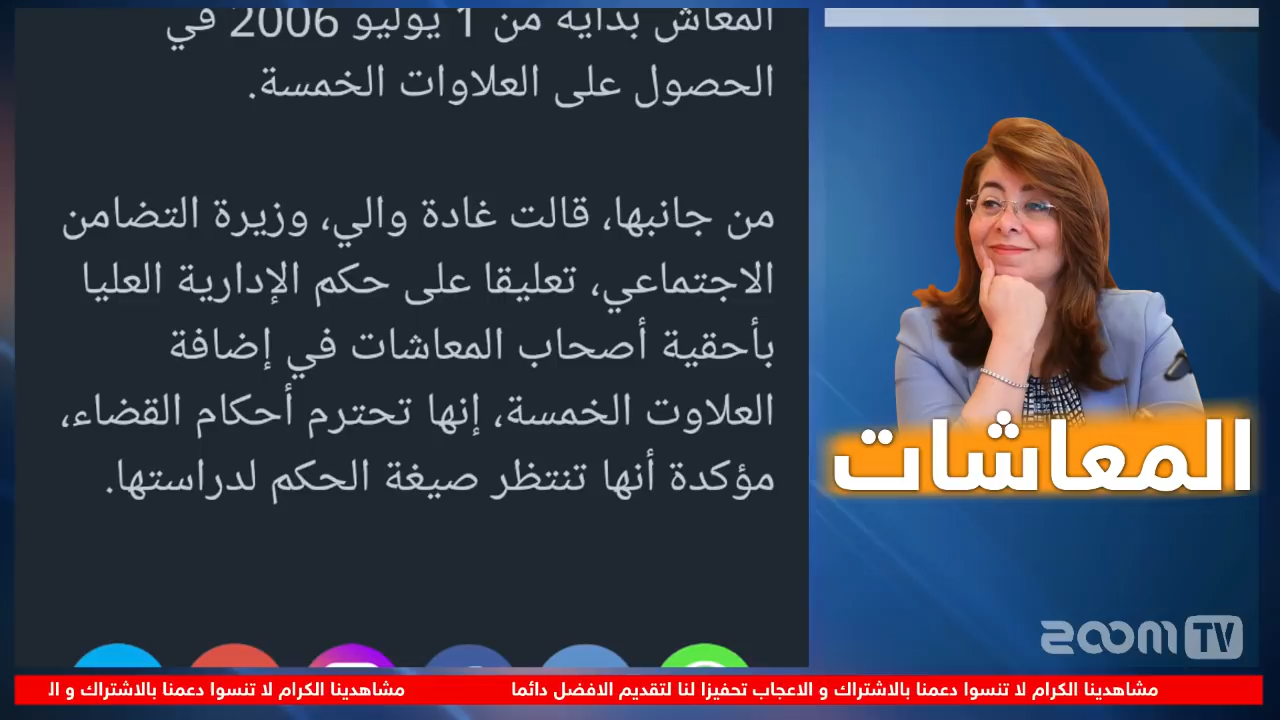 المعاش بداية من 1 يوليو 2006 في
الحصول على العلاوات الخمسة.
من جانبها، قالت غادة والي، وزيرة التضامن
الاجتماعي، تعليقا على حكم الإدارية العليا
بأحقية أصحاب المعاشات في إضافة
العلاوت الخمسة، إنها تحترم أحكام القضاء،
مؤكدة أنها تنتظر صيغة الحكم لدراستها.
المعاشات
ZOOM TV
مشاهدينا الكرام لا تنسوا دعمنا بالاشتراك و الاعجاب تحفيزا لنا لتقديم الافضل دائما
مشاهدينا الكرام لا تنسوا دعمنا بالاشتراك و ال